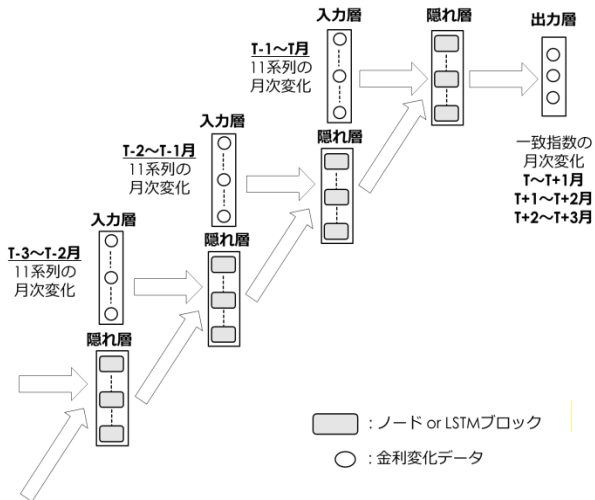 入力層
T-1～T月
11系列の
月次変化
隠れ層
出力層
一致指数の
月次変化
T～T+1月
T+1～T+2月
T+2～T+3月
入力層
T-2～T-1月
11系列の
月次変化
隠れ層
入力層
T-3～T-2月
11系列の
月次変化
隠れ層
隠れ層
：ノード or LSTMブロック
：金利変化データ